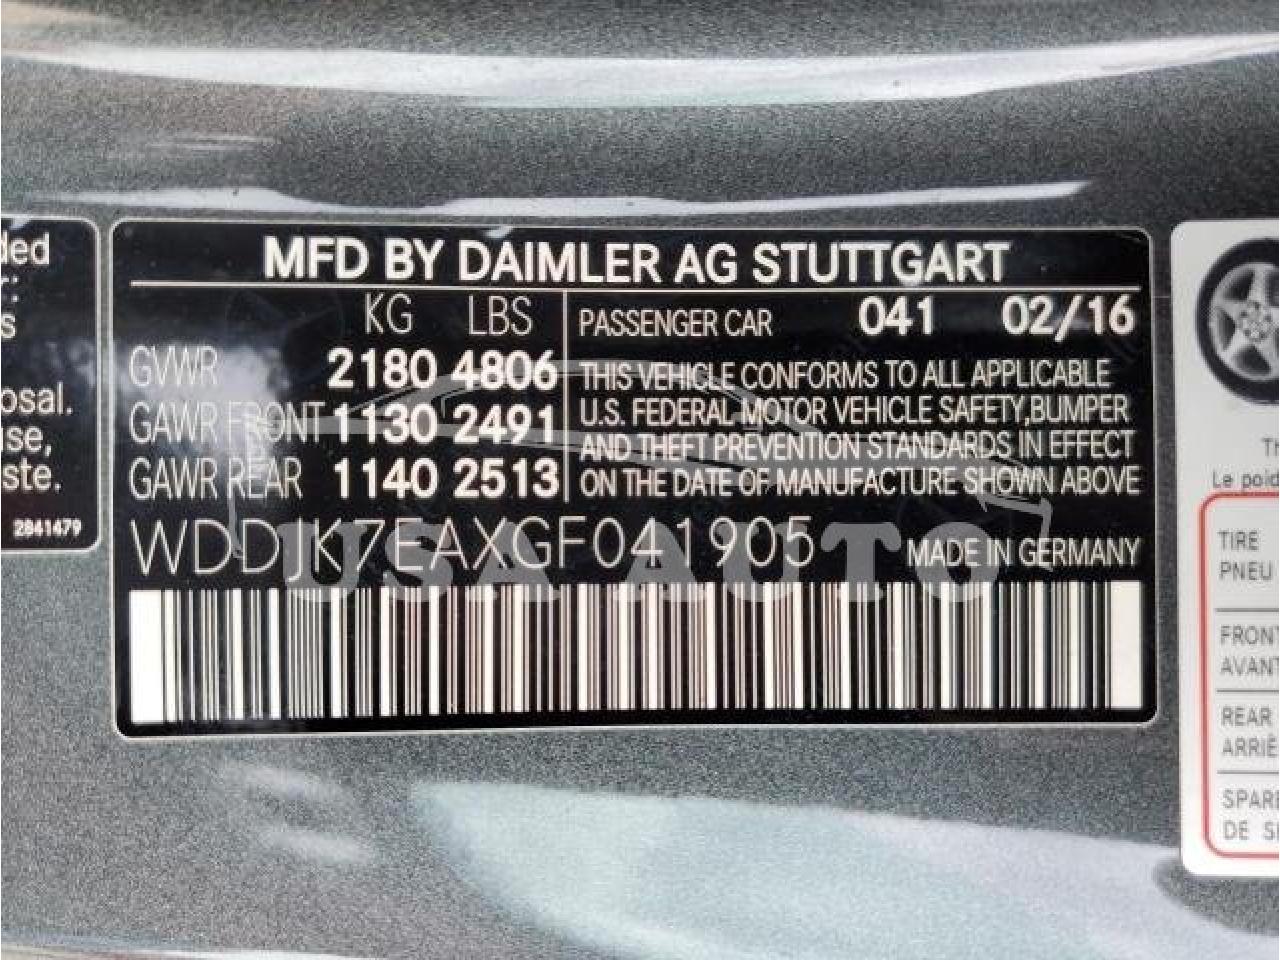 ded
r:
s
osal.
use,
ste.
2841479
MFD BY DAIMLER AG STUTTGART
KG LBS
GVWR 2180 4806
GAWR FRONT 1130 2491
GAWR REAR 1140 2513
PASSENGER CAR 041 02/16
THIS VEHICLE CONFORMS TO ALL APPLICABLE
U.S. FEDERAL MOTOR VEHICLE SAFETY,BUMPER
AND THEFT PREVENTION STANDARDS IN EFFECT
ON THE DATE OF MANUFACTURE SHOWN ABOVE
WDDJK7EAXGF041905 MADE IN GERMANY
USA AUTO
Th
Le poid
TIRE
PNEU
FRONT
AVANT
REAR
ARRIÈ
SPARE
DE S